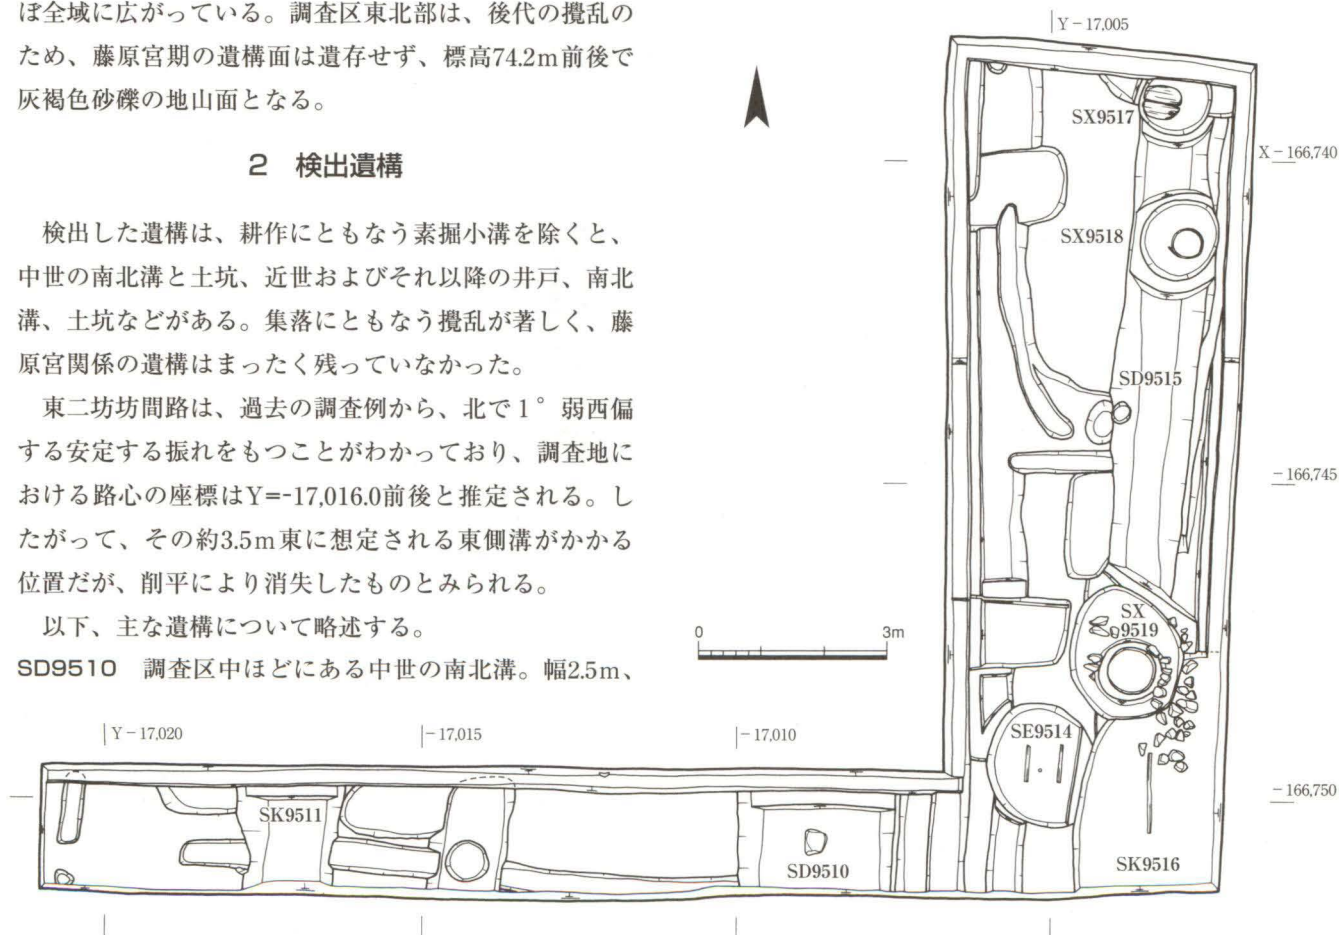 ぼ全域に広がっている。調査区東北部は、後代の攪乱の
ため、藤原宮期の遺構面は遺存せず、標高74.2m前後で
灰褐色砂礫の地山面となる。
2 検出遺構
検出した遺構は、耕作にともなう素掘小溝を除くと、
中世の南北溝と土坑、近世およびそれ以降の井戸、南北
溝、土坑などがある。集落にともなう攪乱が著しく、藤
原宮関係の遺構はまったく残っていなかった。
東二坊坊間路は、過去の調査例から、北で1°弱西偏
する安定する振れをもつことがわかっており、調査地に
おける路心の座標はY=-17,016.0前後と推定される。し
たがって、その約3.5m東に想定される東側溝がかかる
位置だが、削平により消失したものとみられる。
以下、主な遺構について略述する。
SD9510 調査区中ほどにある中世の南北溝。幅2.5m、
Y－17,005
SX9517
X－166,740
SX9518
SD9515
－166,745
SX
9519
0 3m
SE9514
Y－17,020
－17,015
－17,010
－166,750
SK9511
SD9510
SK9516